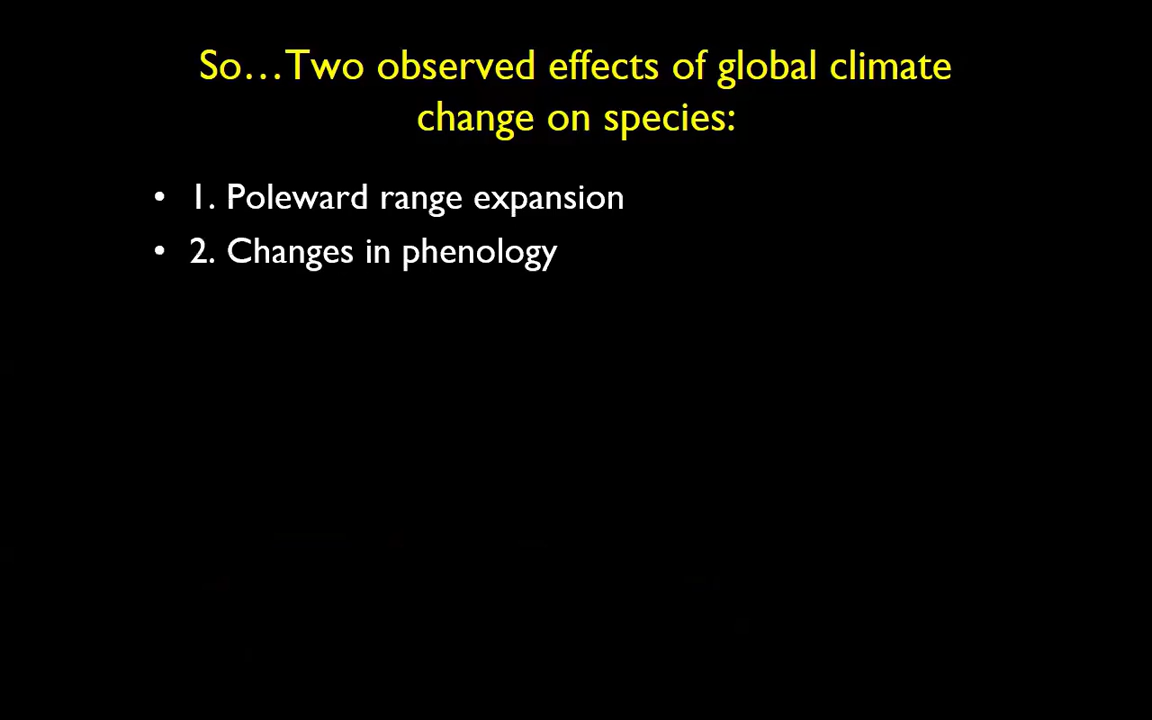 So…Two observed effects of global climate
change on species:
• 1. Poleward range expansion
• 2. Changes in phenology